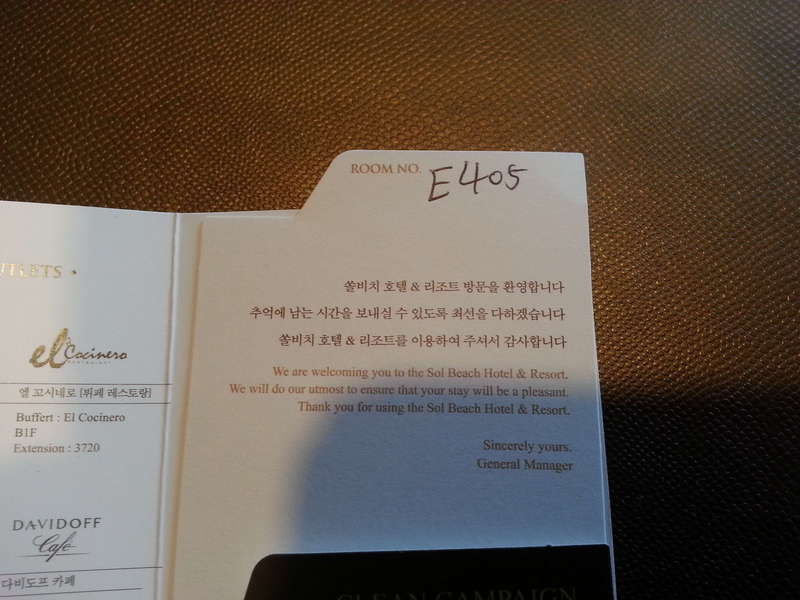 ROOM NO. E405
쏠비치 호텔 & 리조트 방문을 환영합니다
추억에 남는 시간을 보내실 수 있도록 최선을 다하겠습니다
쏠비치 호텔 & 리조트를 이용하여 주셔서 감사합니다
We are welcoming you to the Sol Beach Hotel & Resort.
We will do our utmost to ensure that your stay will be a pleasant.
Thank you for using the Sol Beach Hotel & Resort.
Sincerely yours.
General Manager
CLEAN CAMPAIGN
el Cocinero
엘 꼬시네로 [뷔페 레스토랑]
Buffert : El Cocinero
B1F
Extension : 3720
DAVIDOFF
Café
다비도프 카페